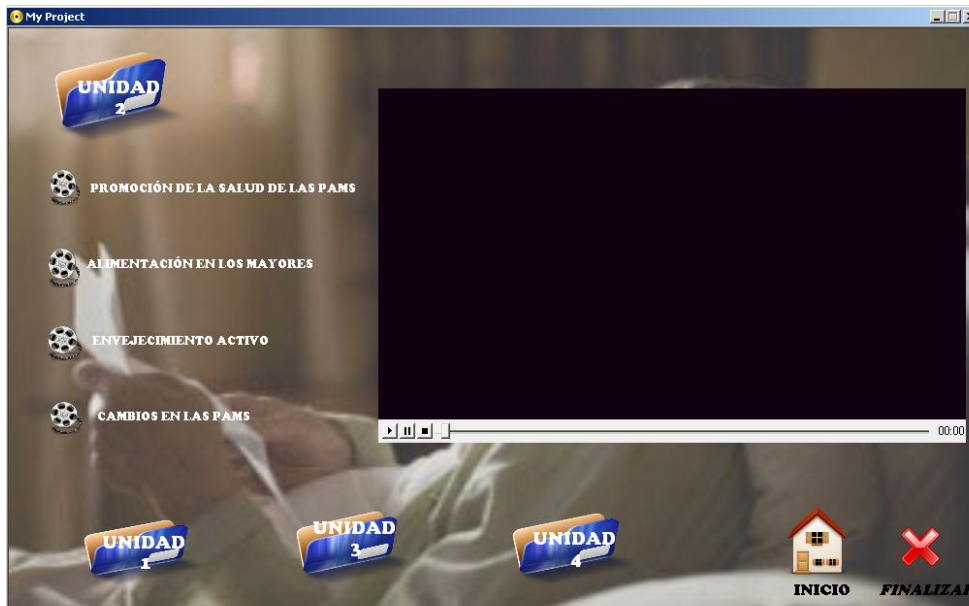 My Project
UNIDAD
2
PROMOCIÓN DE LA SALUD DE LAS PAMS
ALIMENTACIÓN EN LOS MAYORES
ENVEJECIMIENTO ACTIVO
CAMBIOS EN LAS PAMS
00:00
UNIDAD
1
UNIDAD
3
UNIDAD
4
INICIO
FINALIZAR